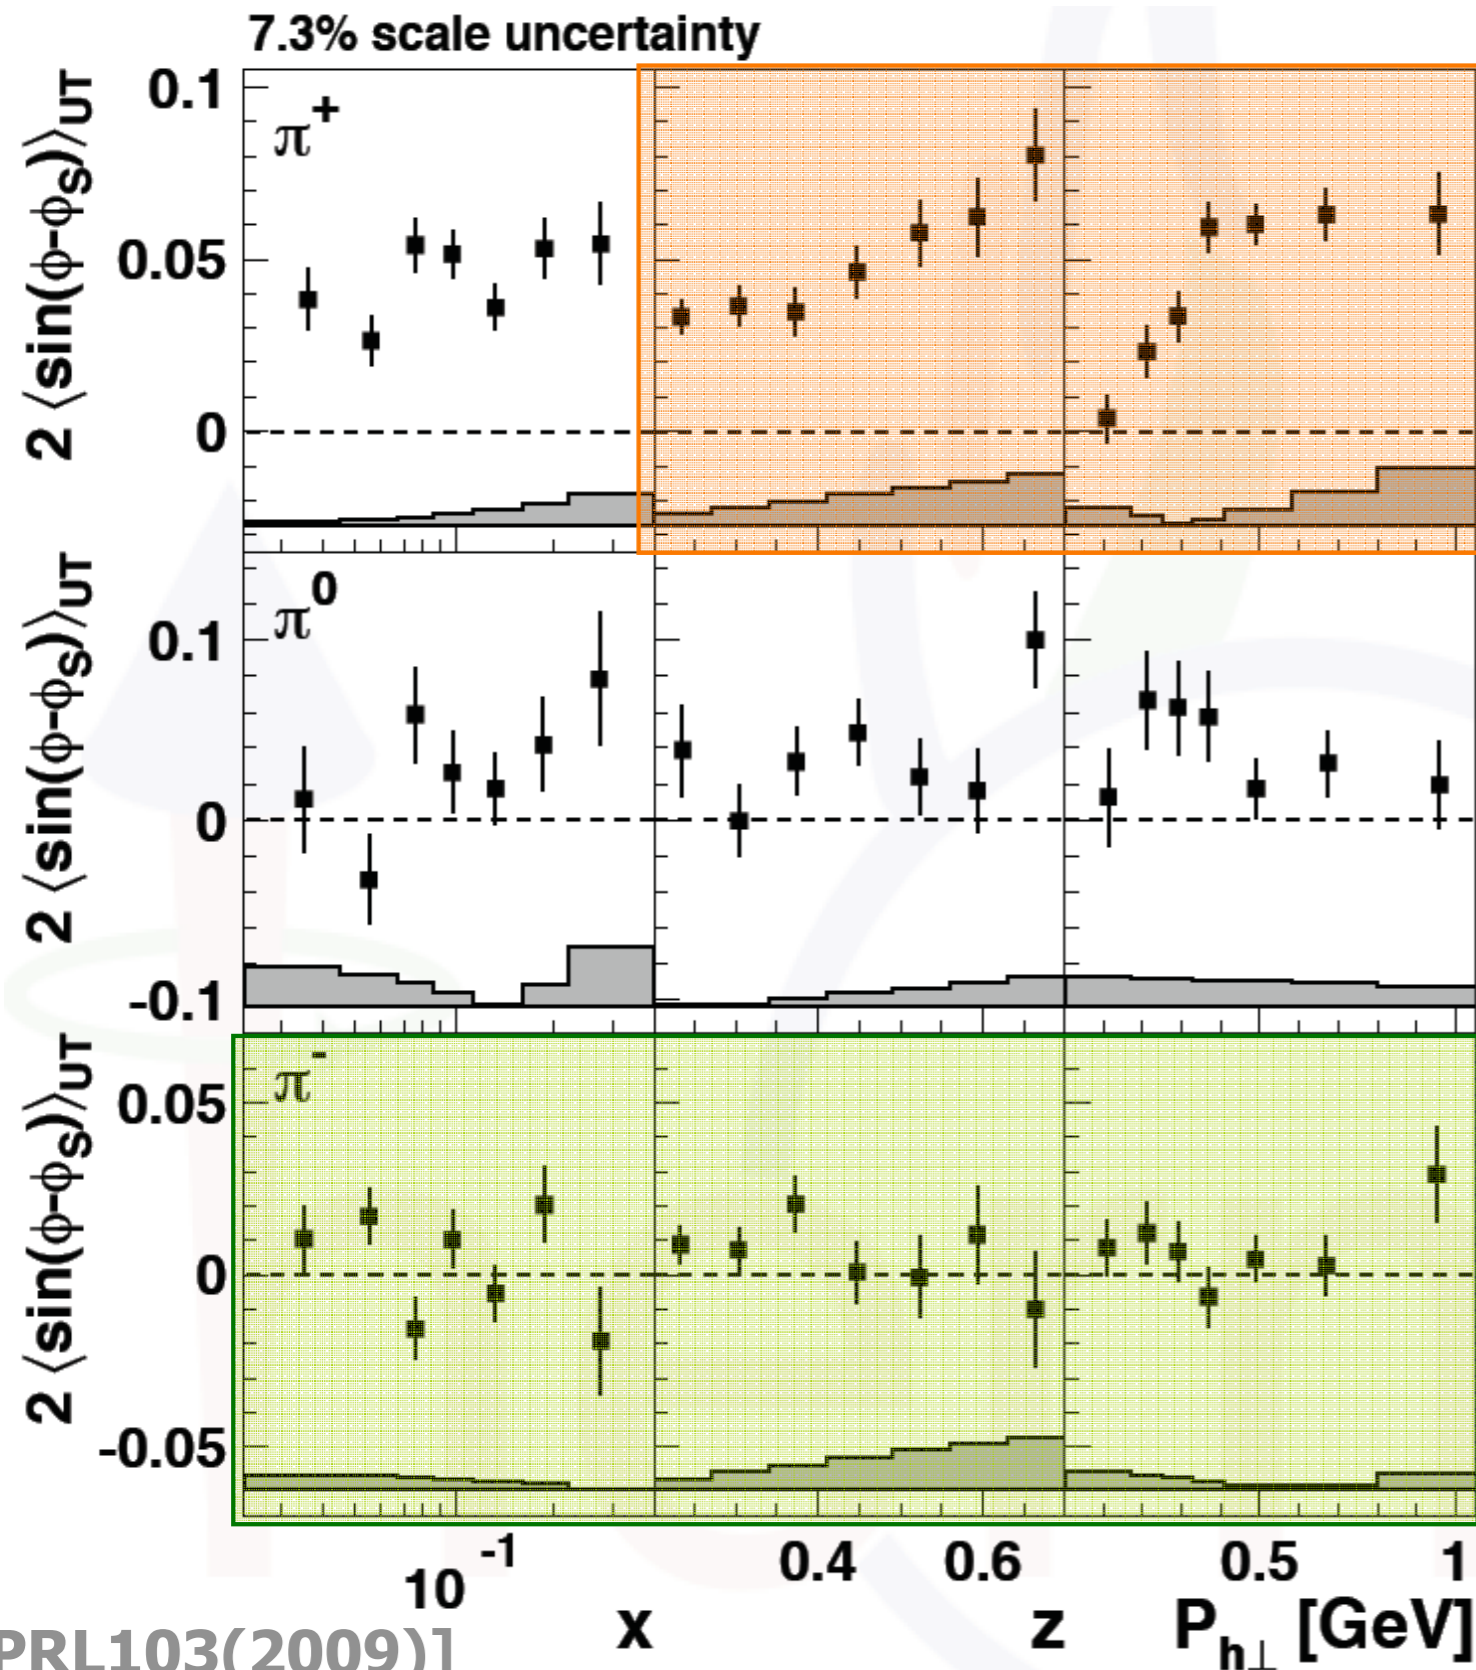 7.3% scale uncertainty
2 ⟨sin(ϕ-ϕS)⟩UT
0.1
0.05
0
π+
2 ⟨sin(ϕ-ϕS)⟩UT
0.1
0
-0.1
π0
2 ⟨sin(ϕ-ϕS)⟩UT
0.05
0
-0.05
π-
10-1
0.4 0.6
0.5 1
x
z
Ph⊥ [GeV]
PRL103(2009)]